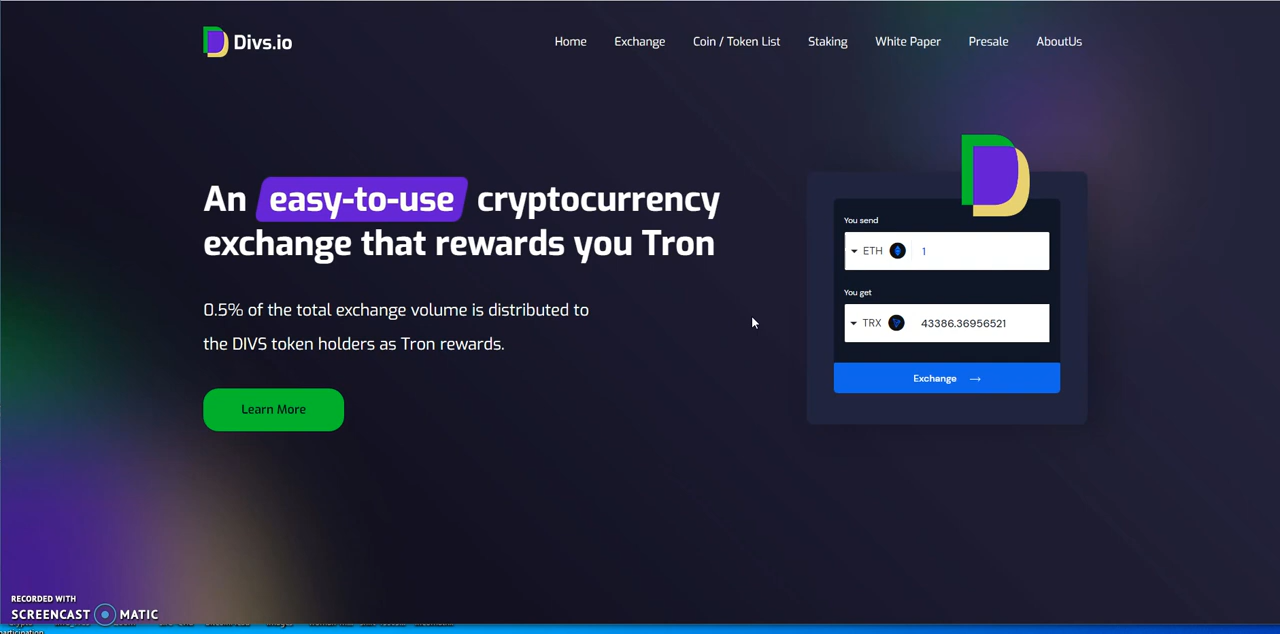 Divs.io
Home Exchange Coin / Token List Staking White Paper Presale AboutUs
An easy-to-use cryptocurrency
exchange that rewards you Tron
0.5% of the total exchange volume is distributed to
the DIVS token holders as Tron rewards.
Learn More
You send
ETH 1
You get
TRX 43386.36956521
Exchange →
RECORDED WITH
SCREENCAST MATIC